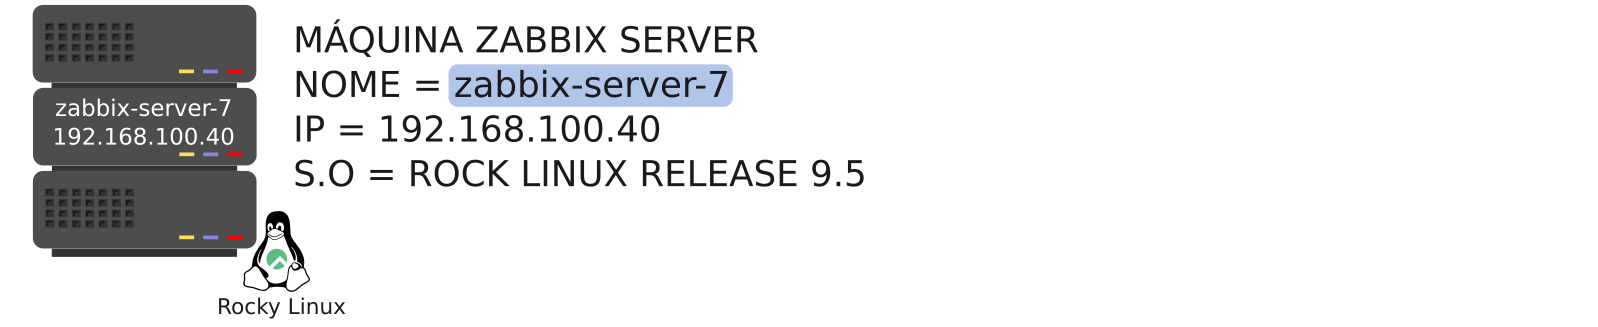 zabbix-server-7
192.168.100.40
MÁQUINA ZABBIX SERVER
NOME = zabbix-server-7
IP = 192.168.100.40
S.O = ROCK LINUX RELEASE 9.5
Rocky Linux